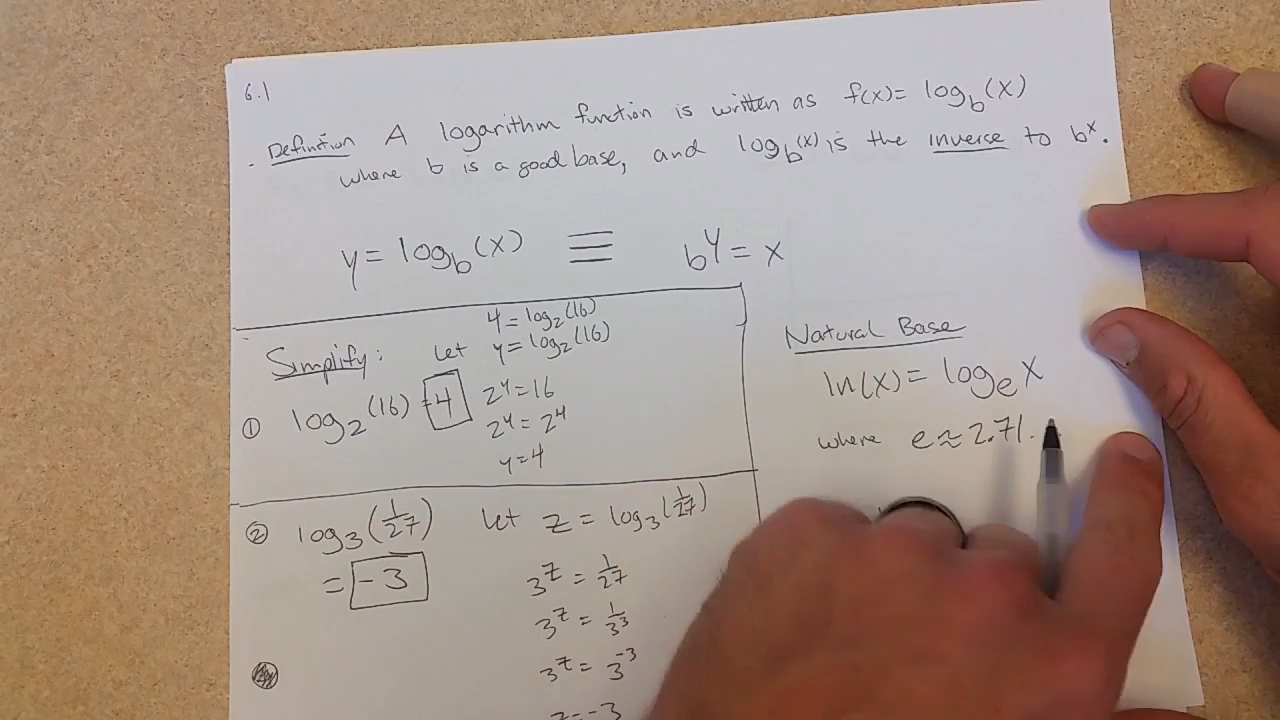 6.1
- Definition A logarithm function is written as f(x) = log_b(x)
where b is a good base, and log_b(x) is the inverse to b^x.
y = log_b(x) ≡ b^y = x
4 = log_2(16)
Simplify: Let y = log_2(16)
① log_2(16) = 4
2^y = 16
2^y = 2^4
y = 4
② log_3(1/27) Let z = log_3(1/27)
= -3
3^z = 1/27
3^z = 1/3^3
3^z = 3^-3
z = -3
Natural Base
ln(x) = log_e x
where e ≈ 2.71